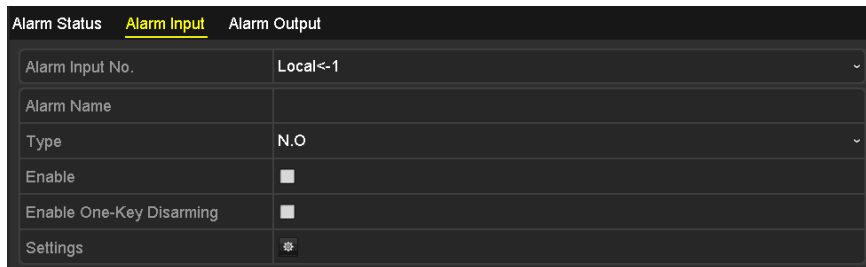 Alarm Status Alarm Input Alarm Output
Alarm Input No. Local<-1
Alarm Name
Type N.O
Enable
Enable One-Key Disarming
Settings